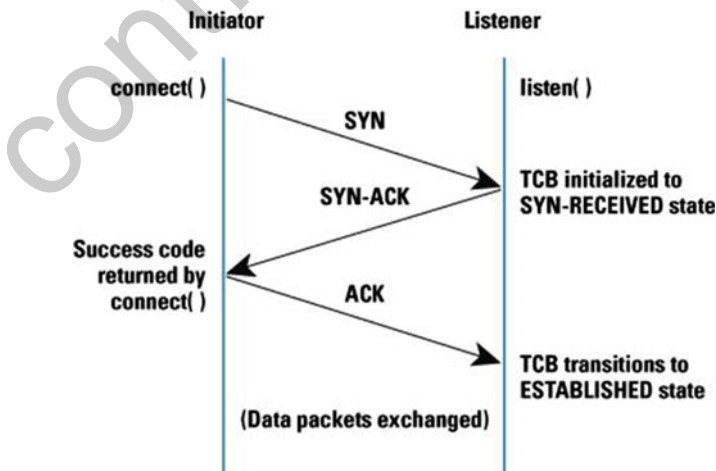 Initiator
Listener
connect( )
listen( )
SYN
TCB initialized to
SYN-RECEIVED state
SYN-ACK
Success code
returned by
connect( )
ACK
TCB transitions to
ESTABLISHED state
(Data packets exchanged)